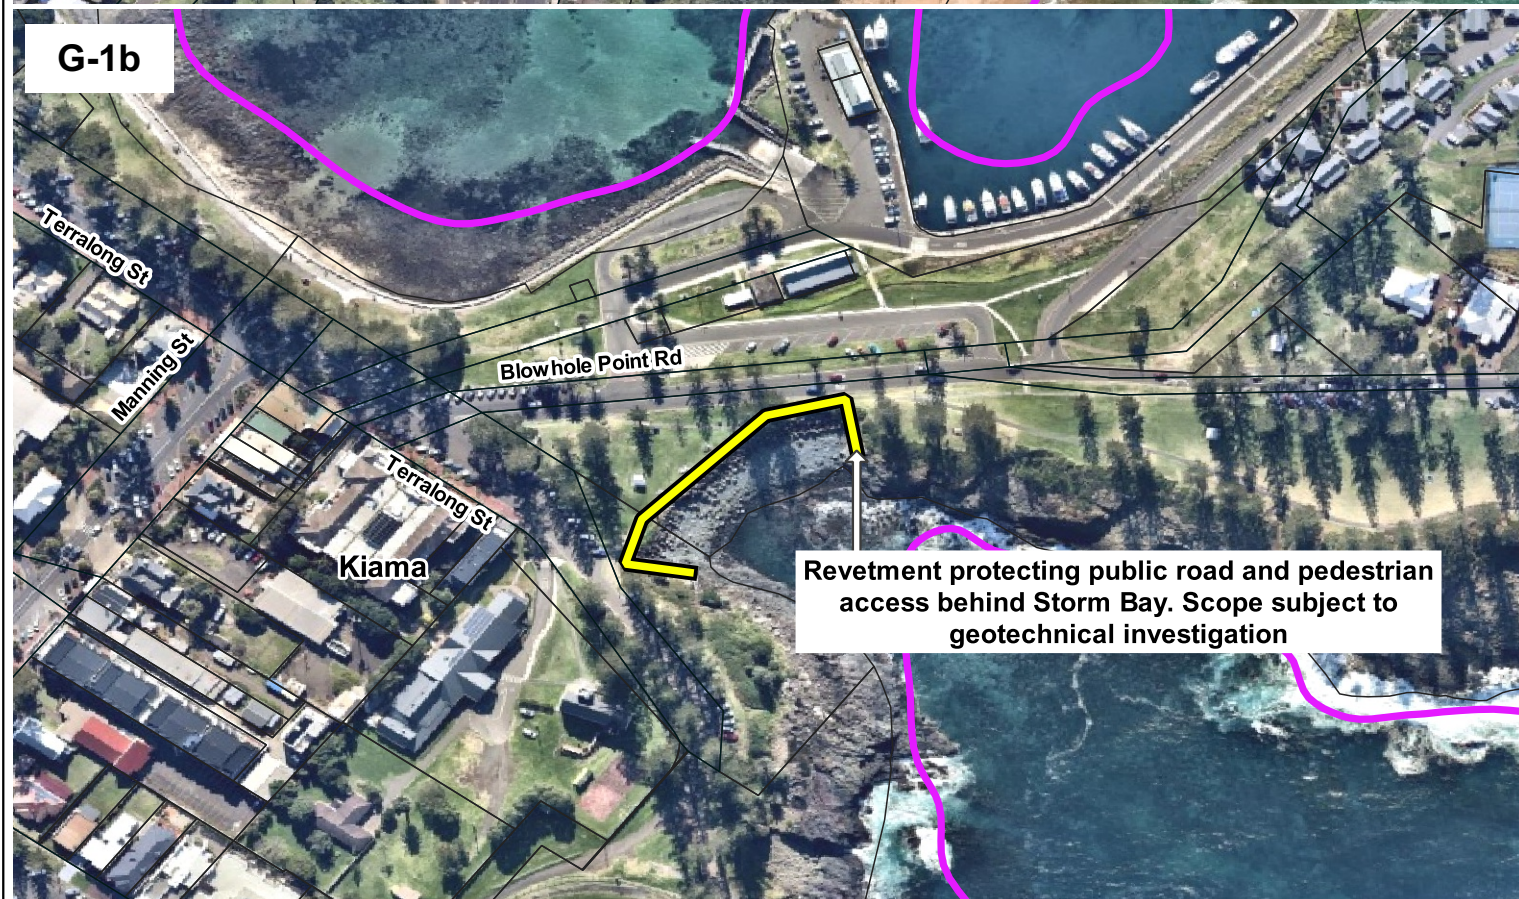 G-1b
Terralong St
Manning St
Blowhole Point Rd
Terralong St
Kiama
Revetment protecting public road and pedestrian
access behind Storm Bay. Scope subject to
geotechnical investigation